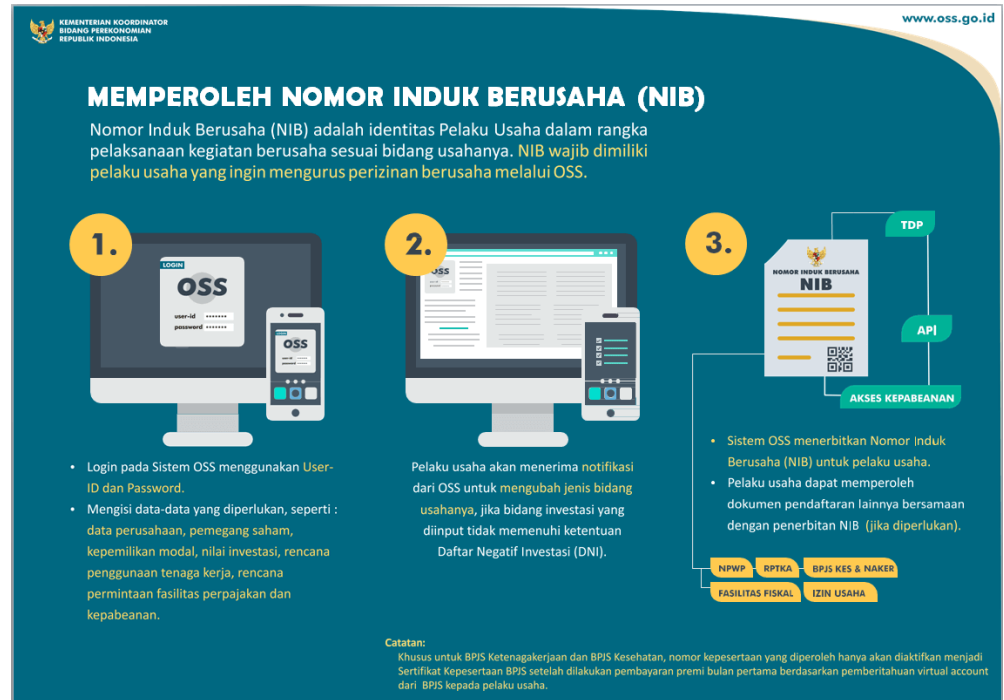 KEMENTERIAN KOORDINATOR
BIDANG PEREKONOMIAN
REPUBLIK INDONESIA
www.oss.go.id
MEMPEROLEH NOMOR INDUK BERUSAHA (NIB)
Nomor Induk Berusaha (NIB) adalah identitas Pelaku Usaha dalam rangka
pelaksanaan kegiatan berusaha sesuai bidang usahanya. NIB wajib dimiliki
pelaku usaha yang ingin mengurus perizinan berusaha melalui OSS.
1.
LOGIN
OSS
user-id *******
password *******
LOGIN
OSS
user-id *******
password *******
• Login pada Sistem OSS menggunakan User-
ID dan Password.
• Mengisi data-data yang diperlukan, seperti :
data perusahaan, pemegang saham,
kepemilikan modal, nilai investasi, rencana
penggunaan tenaga kerja, rencana
permintaan fasilitas perpajakan dan
kepabeanan.
2.
OSS
Pelaku usaha akan menerima notifikasi
dari OSS untuk mengubah jenis bidang
usahanya, jika bidang investasi yang
diinput tidak memenuhi ketentuan
Daftar Negatif Investasi (DNI).
3.
NOMOR INDUK BERUSAHA
NIB
TDP
API
AKSES KEPABEANAN
• Sistem OSS menerbitkan Nomor Induk
Berusaha (NIB) untuk pelaku usaha.
• Pelaku usaha dapat memperoleh
dokumen pendaftaran lainnya bersamaan
dengan penerbitan NIB (jika diperlukan).
NPWP RPTKA BPJS KES & NAKER
FASILITAS FISKAL IZIN USAHA
Catatan:
Khusus untuk BPJS Ketenagakerjaan dan BPJS Kesehatan, nomor kepesertaan yang diperoleh hanya akan diaktifkan menjadi
Sertifikat Kepesertaan BPJS setelah dilakukan pembayaran premi bulan pertama berdasarkan pemberitahuan virtual account
dari BPJS kepada pelaku usaha.